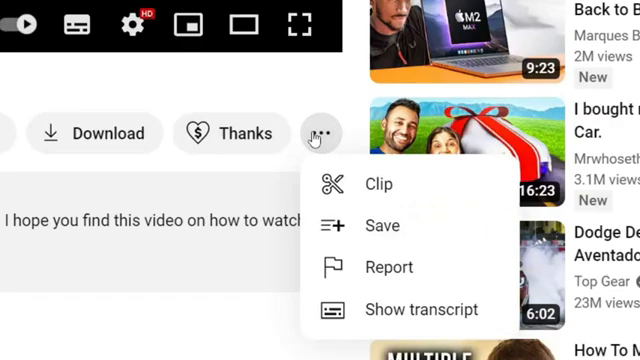 HD
Download
Thanks
I hope you find this video on how to watch
Clip
Save
Report
Show transcript
M2
MAX
9:23
Back to B
Marques B
2M views
New
16:23
I bought
Car.
Mrwhoseth
3.1M views
New
6:02
Dodge De
Aventado
Top Gear
23M views
MULTIPLE
How To M